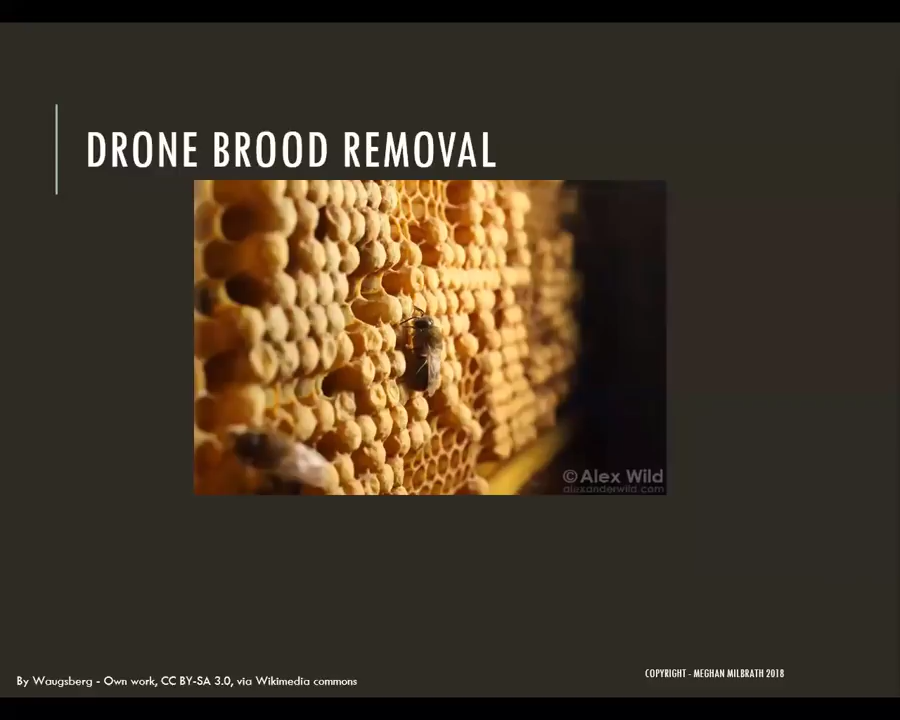 DRONE BROOD REMOVAL
© Alex Wild
alexanderwild.com
By Waugsberg - Own work, CC BY-SA 3.0, via Wikimedia commons
COPYRIGHT - MEGHAN MILBRATH 2018